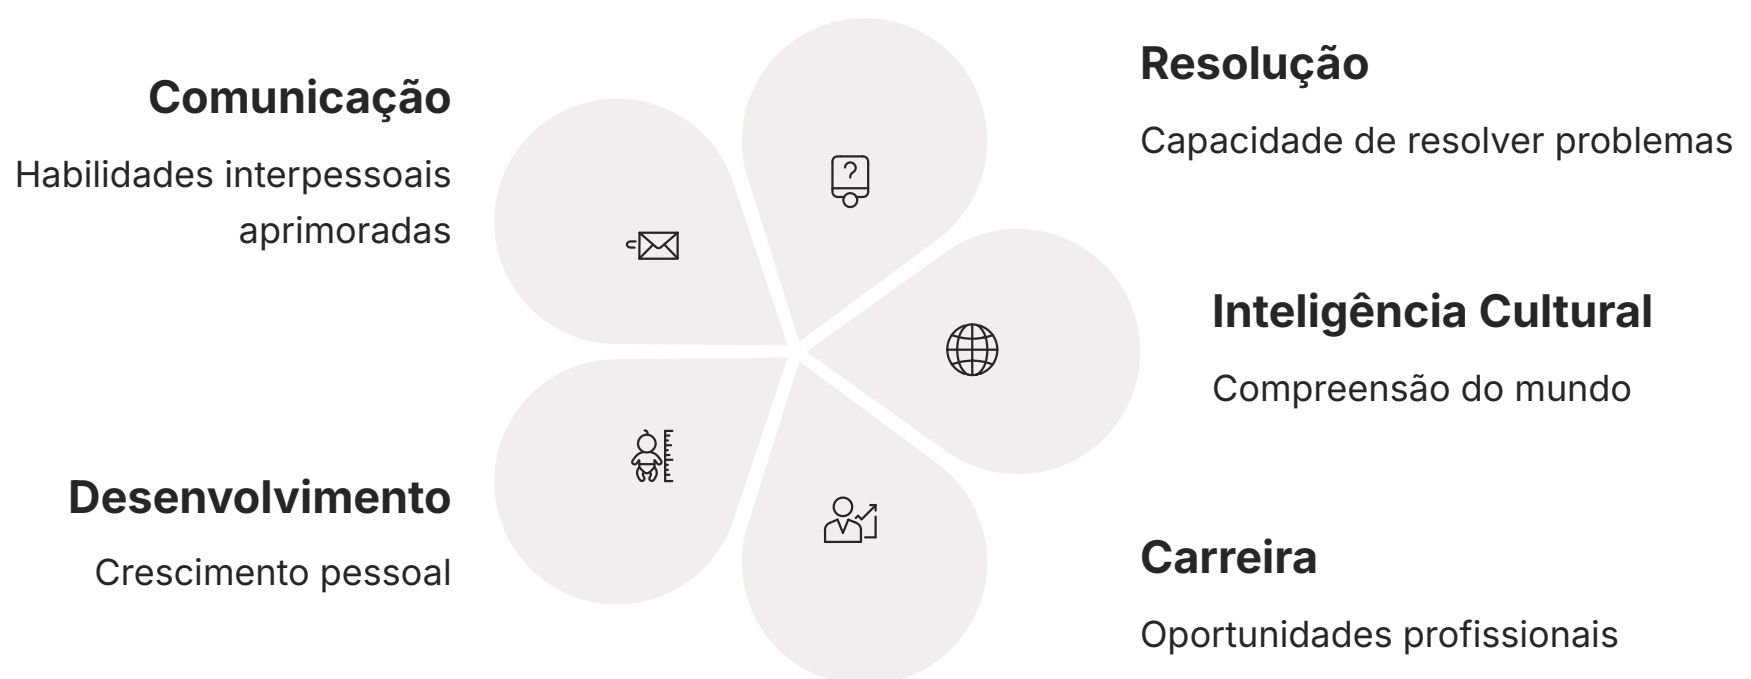 Comunicação
Habilidades interpessoais
aprimoradas
Resolução
Capacidade de resolver problemas
Inteligência Cultural
Compreensão do mundo
Desenvolvimento
Crescimento pessoal
Carreira
Oportunidades profissionais
?